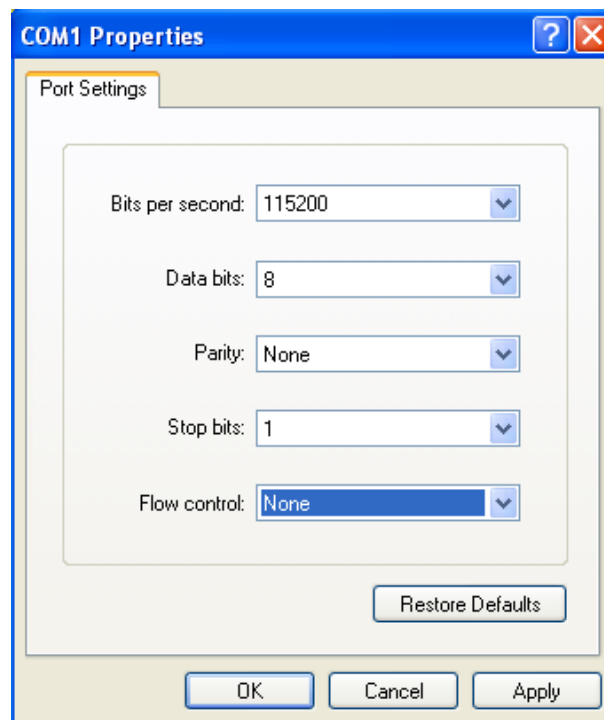 COM1 Properties
Port Settings
Bits per second: 115200
Data bits: 8
Parity: None
Stop bits: 1
Flow control: None
Restore Defaults
OK Cancel Apply